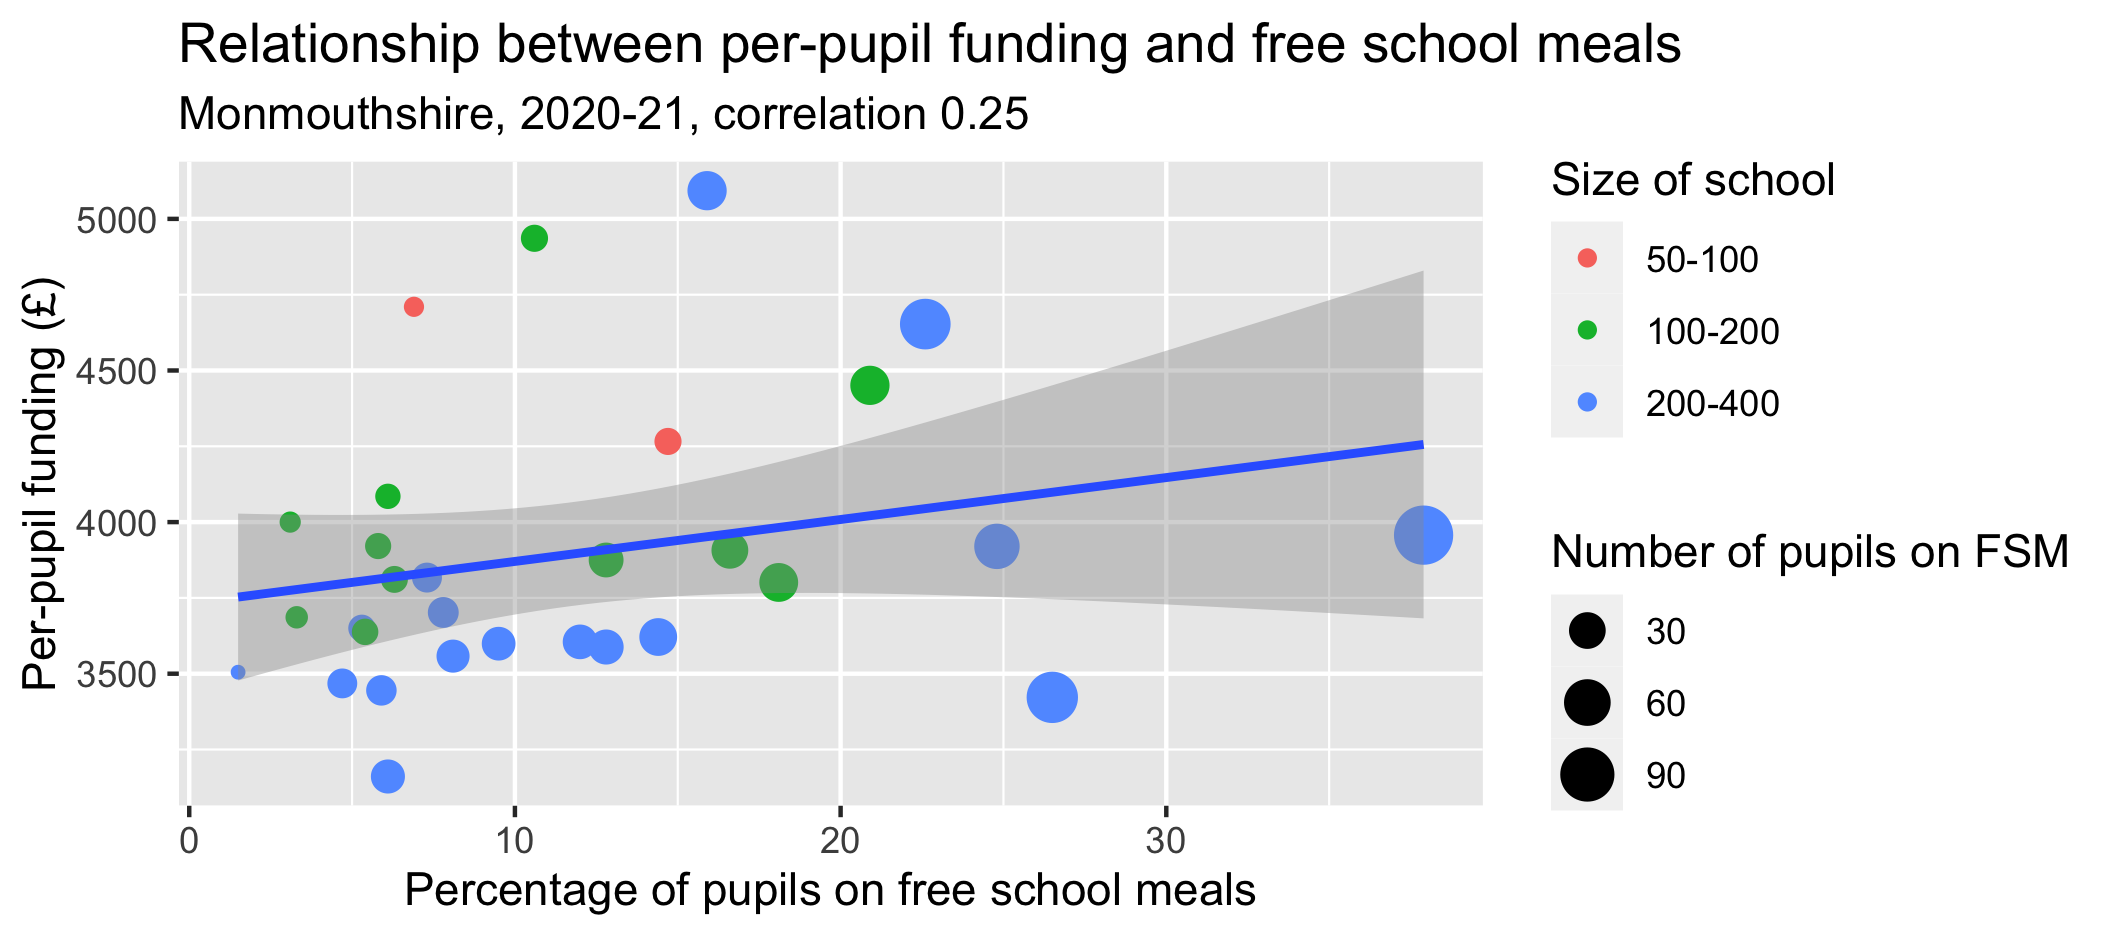 Relationship between per-pupil funding and free school meals
Monmouthshire, 2020-21, correlation 0.25
Per-pupil funding (£)
5000
4500
4000
3500
0
10
20
30
Percentage of pupils on free school meals
Size of school
50-100
100-200
200-400
Number of pupils on FSM
30
60
90